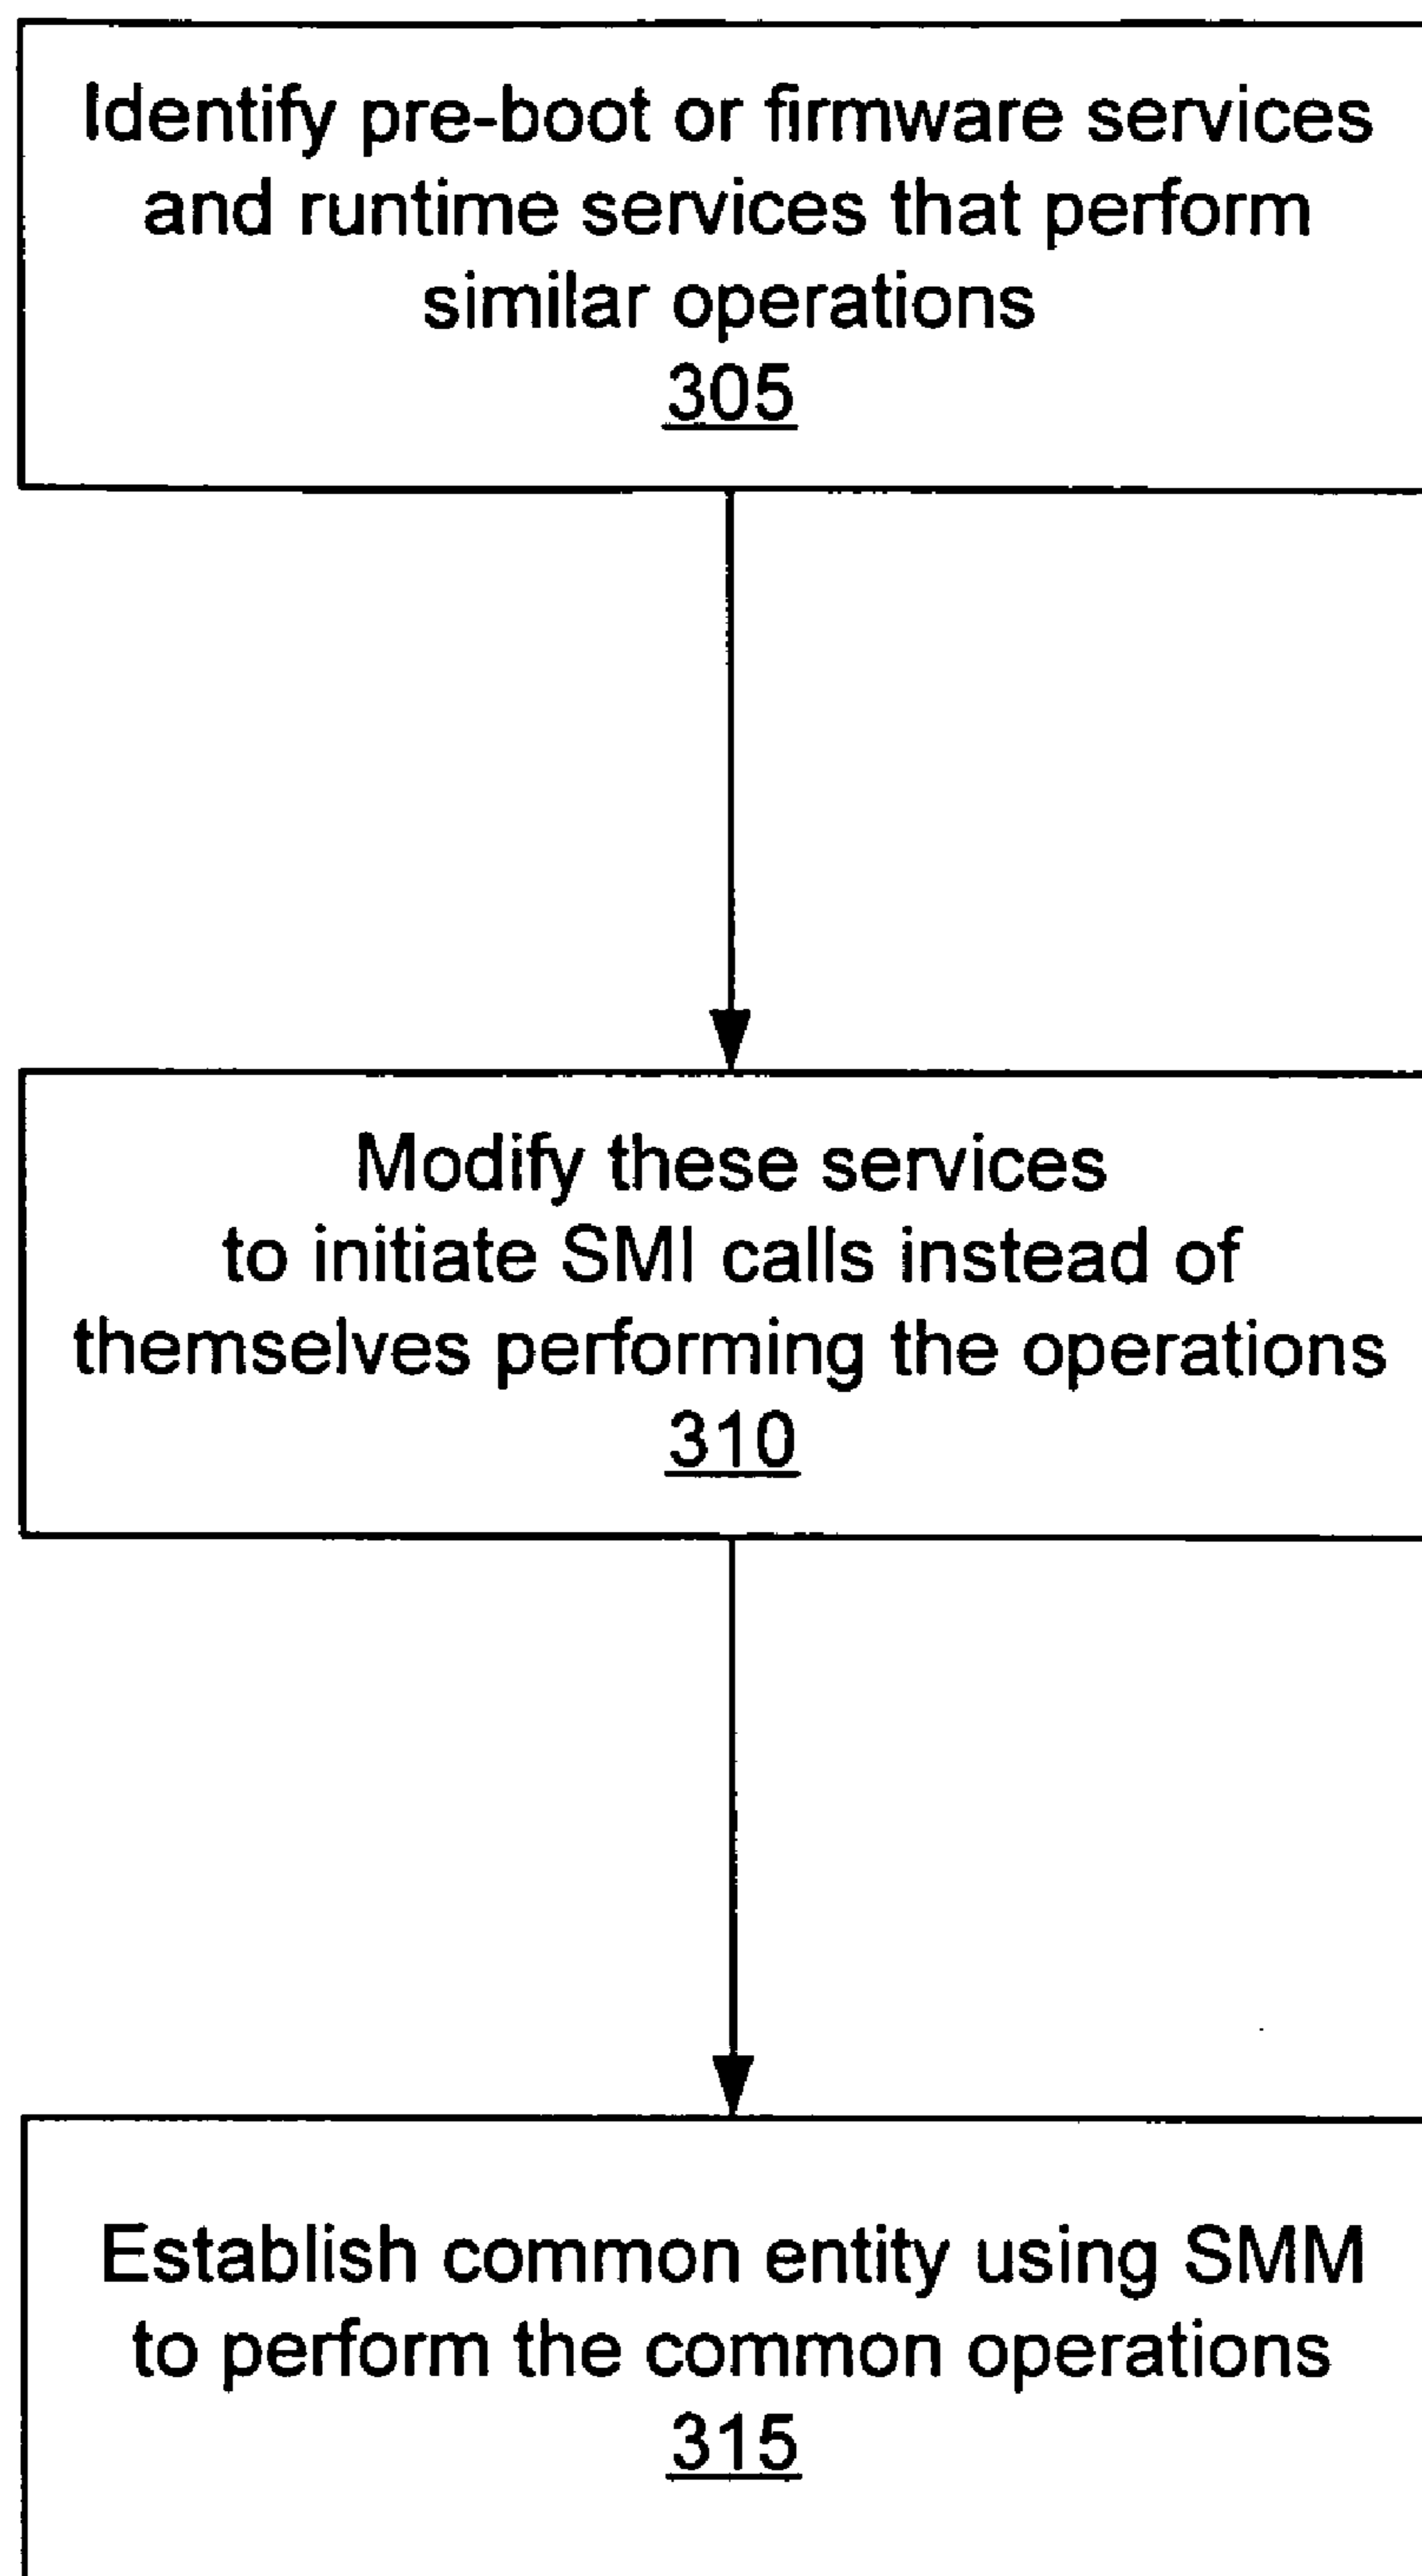 Identify pre-boot or firmware services
and runtime services that perform
similar operations
305
Modify these services
to initiate SMI calls instead of
themselves performing the operations
310
Establish common entity using SMM
to perform the common operations
315